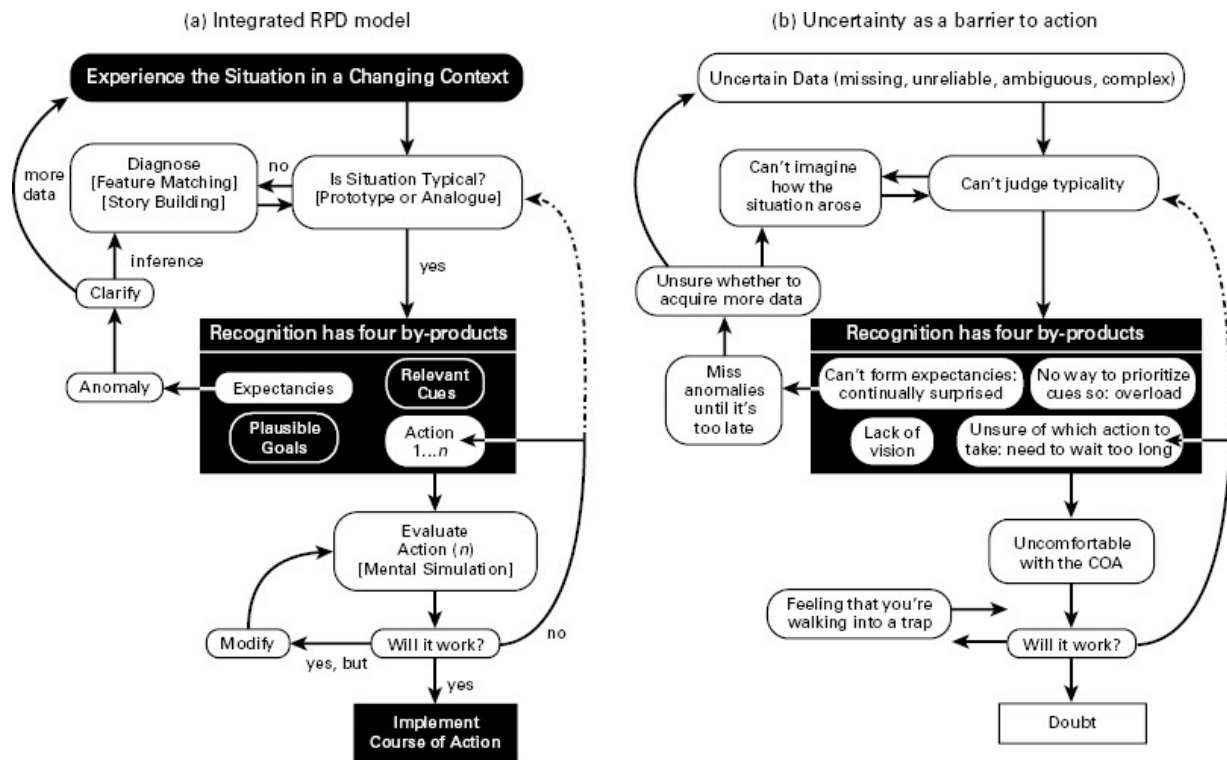 (a) Integrated RPD model
Experience the Situation in a Changing Context
more
data
Diagnose
[Feature Matching]
[Story Building]
no
Is Situation Typical?
[Prototype or Analogue]
inference
yes
Clarify
Recognition has four by-products
Anomaly
Expectancies
Relevant
Cues
Plausible
Goals
Action
1...n
Evaluate
Action (n)
[Mental Simulation]
Modify
yes, but
Will it work?
no
yes
Implement
Course of Action
(b) Uncertainty as a barrier to action
Uncertain Data (missing, unreliable, ambiguous, complex)
Can't imagine
how the
situation arose
Can't judge typicality
Unsure whether to
acquire more data
Recognition has four by-products
Miss
anomalies
until it's
too late
Can't form expectancies:
continually surprised
No way to prioritize
cues so: overload
Lack of
vision
Unsure of which action to
take: need to wait too long
Uncomfortable
with the COA
Feeling that you're
walking into a trap
Will it work?
Doubt